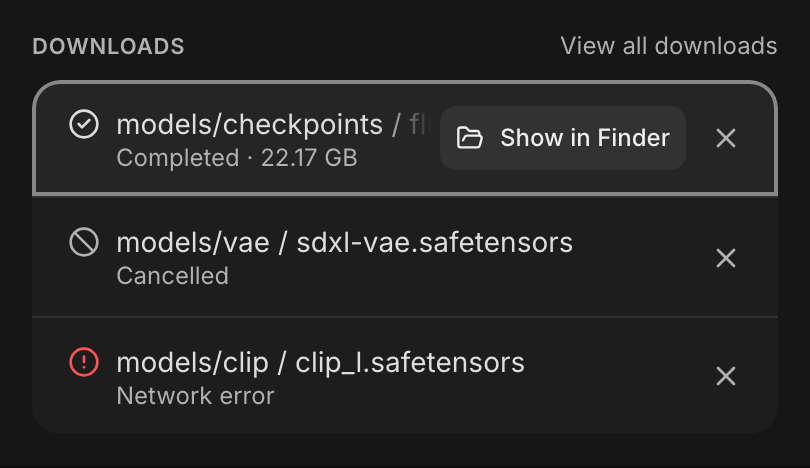 DOWNLOADS
View all downloads
models/checkpoints /
Show in Finder
Completed · 22.17 GB
models/vae / sdxl-vae.safetensors
Cancelled
models/clip / clip_l.safetensors
Network error